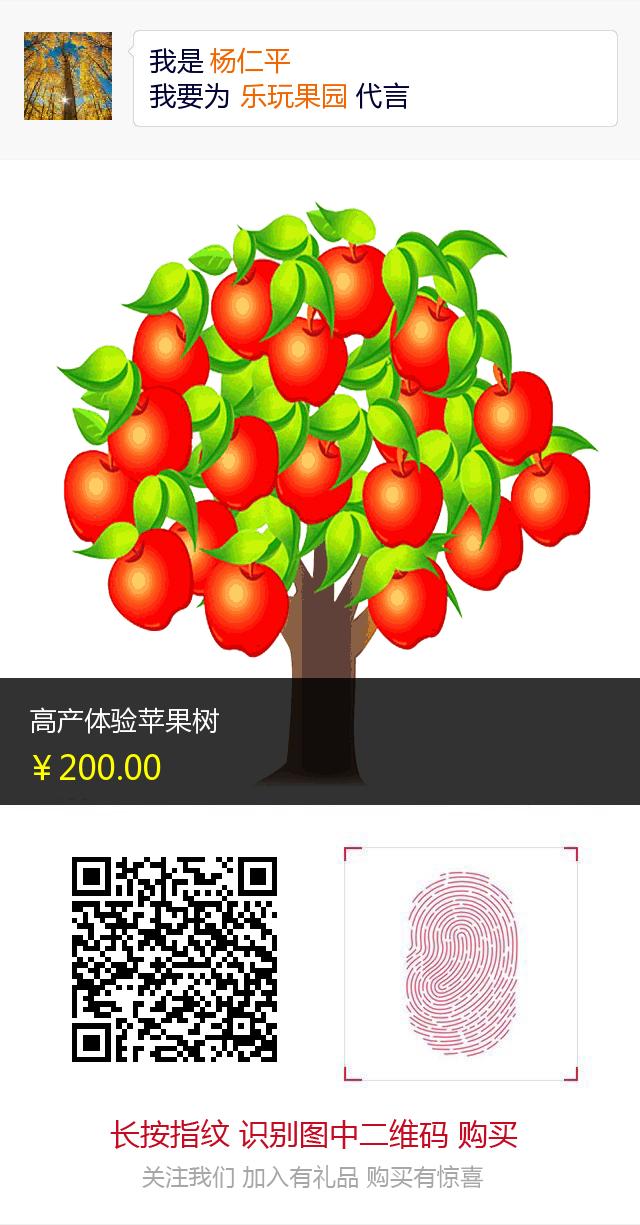 我是 杨仁平
我要为 乐玩果园 代言
高产体验苹果树
￥200.00
长按指纹 识别图中二维码 购买
关注我们 加入有礼品 购买有惊喜